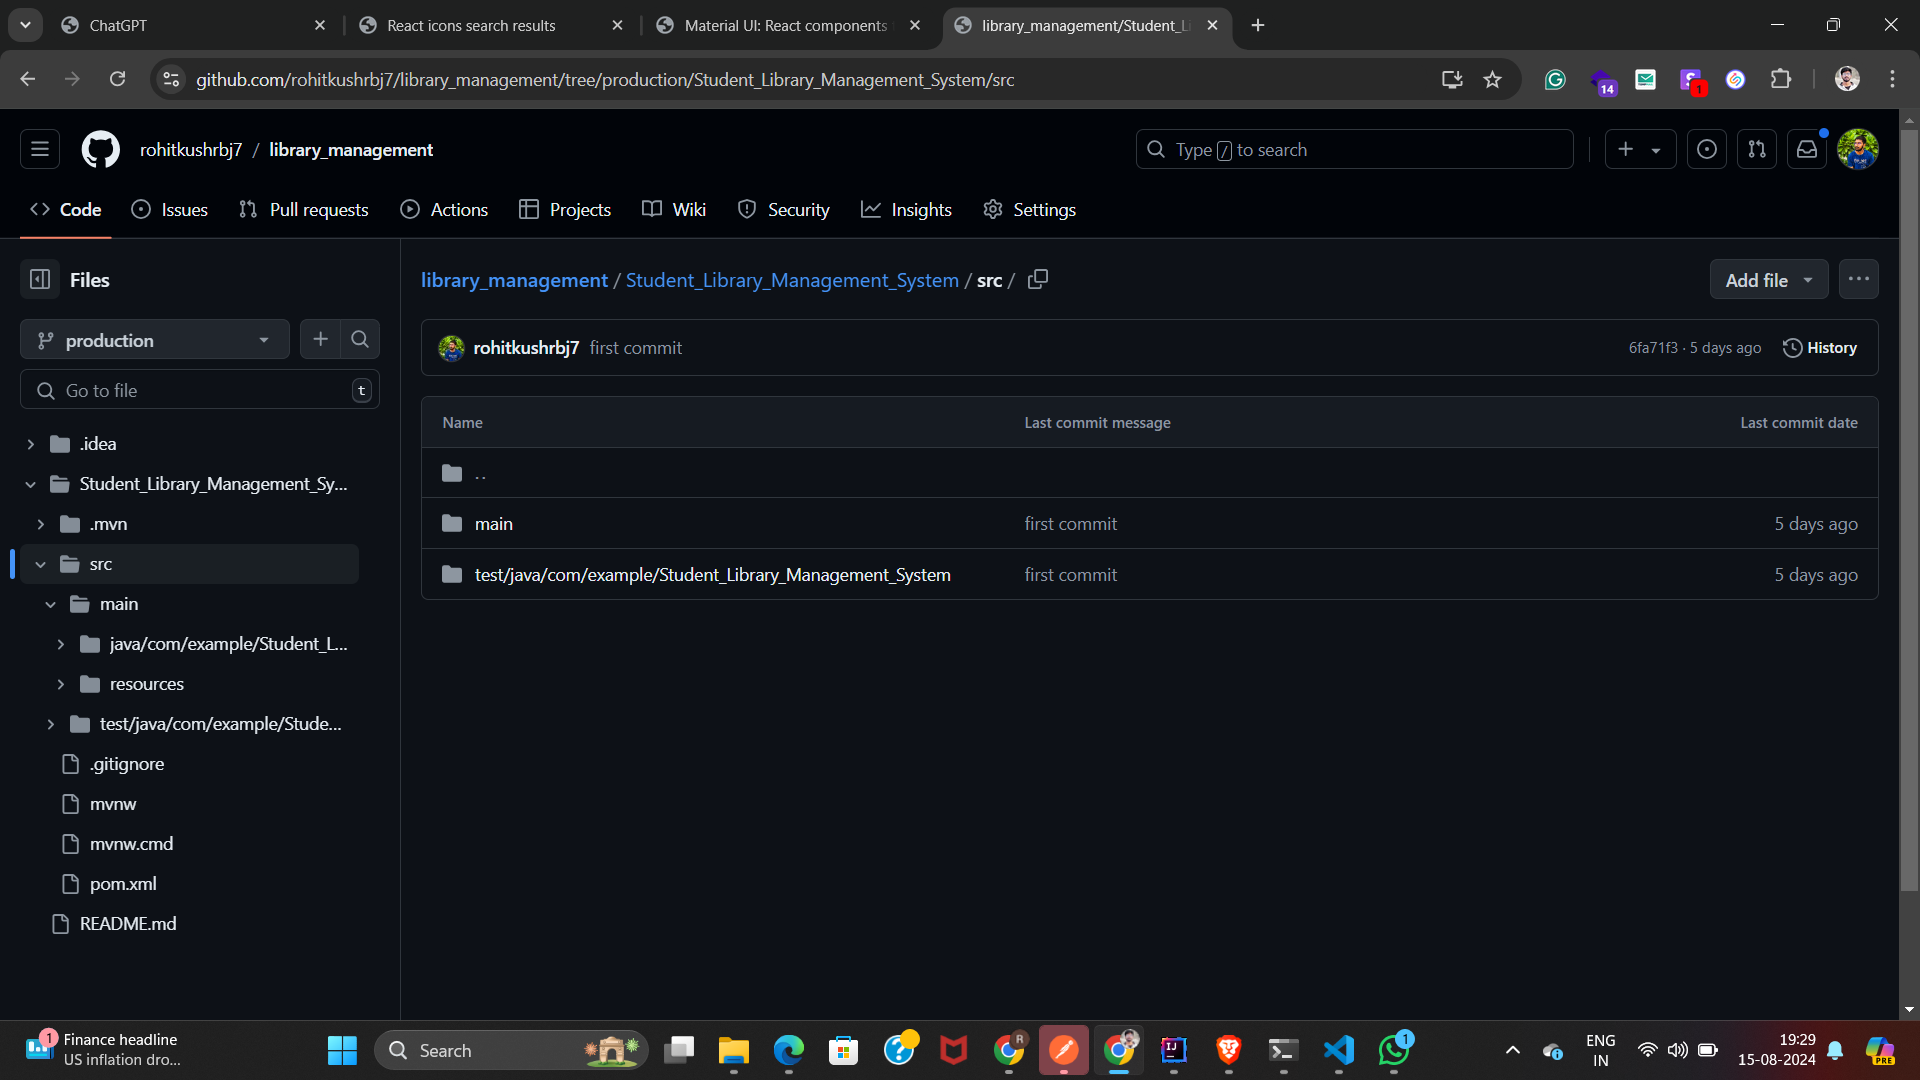 ChatGPT
React icons search results
Material UI: React components
library_management/Student_Li
github.com/rohitkushrbj7/library_management/tree/production/Student_Library_Management_System/src
14
1
rohitkushrbj7 / library_management
Type / to search
Code
Issues
Pull requests
Actions
Projects
Wiki
Security
Insights
Settings
Files
library_management / Student_Library_Management_System / src /
Add file
production
rohitkushrbj7 first commit
6fa71f3 · 5 days ago
History
Go to file
t
Name
Last commit message
Last commit date
..
main
first commit
5 days ago
test/java/com/example/Student_Library_Management_System
first commit
5 days ago
.idea
Student_Library_Management_Sy...
.mvn
src
main
java/com/example/Student_L...
resources
test/java/com/example/Stude...
.gitignore
mvnw
mvnw.cmd
pom.xml
README.md
1
Finance headline
US inflation dro...
Search
R
IJ
1
ENG
IN
19:29
15-08-2024
PRE